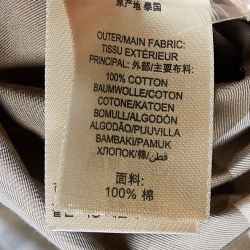 原产地 泰国
OUTER/MAIN FABRIC:
TISSU EXTÉRIEUR
PRINCIPAL: 外部/主要布料:
100% COTTON
BAUMWOLLE/COTON
COTONE/KATOEN
BOMULL/BOMULD
ALGODÓN
ALGODÃO/PUUVILLA
BAMBAKI/PAMUK
ХЛОПОК/棉/قطن
面料:
100% 棉